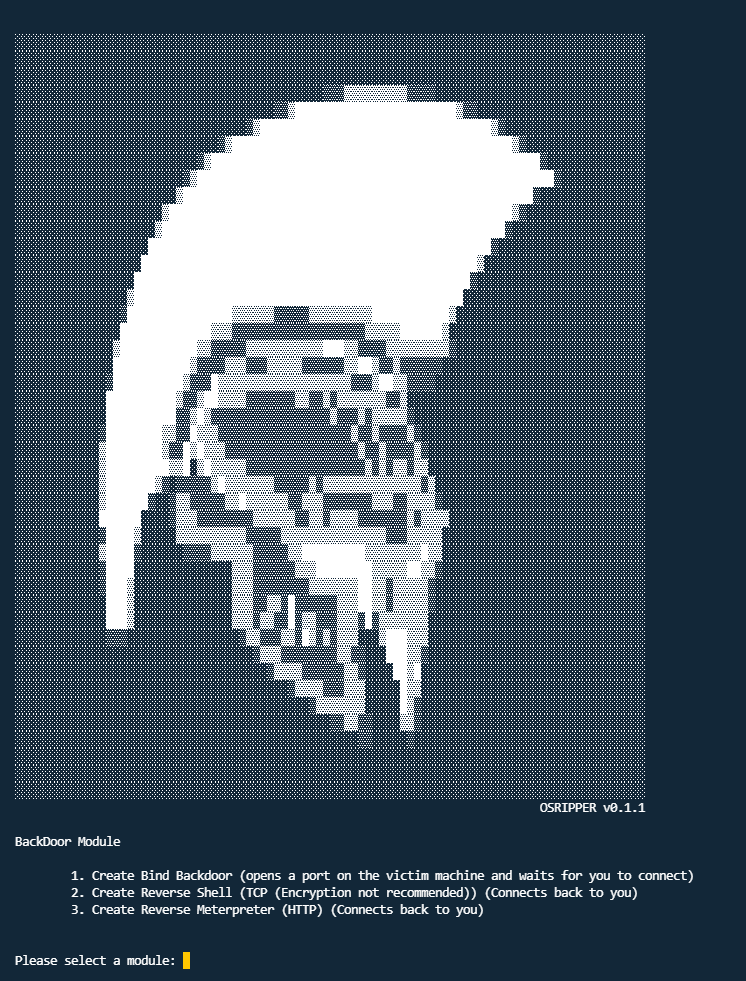 OSRIPPER v0.1.1
BackDoor Module
1. Create Bind Backdoor (opens a port on the victim machine and waits for you to connect)
2. Create Reverse Shell (TCP (Encryption not recommended)) (Connects back to you)
3. Create Reverse Meterpreter (HTTP) (Connects back to you)
Please select a module: